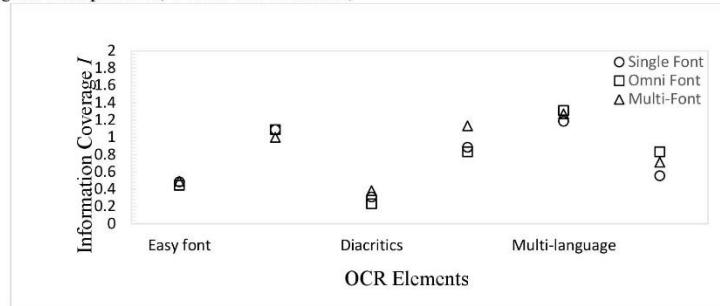 Information Coverage I
2
1.8
1.6
1.4
1.2
1
0.8
0.6
0.4
0.2
0
Single Font
Omni Font
Multi-Font
Easy font
Diacritics
Multi-language
OCR Elements